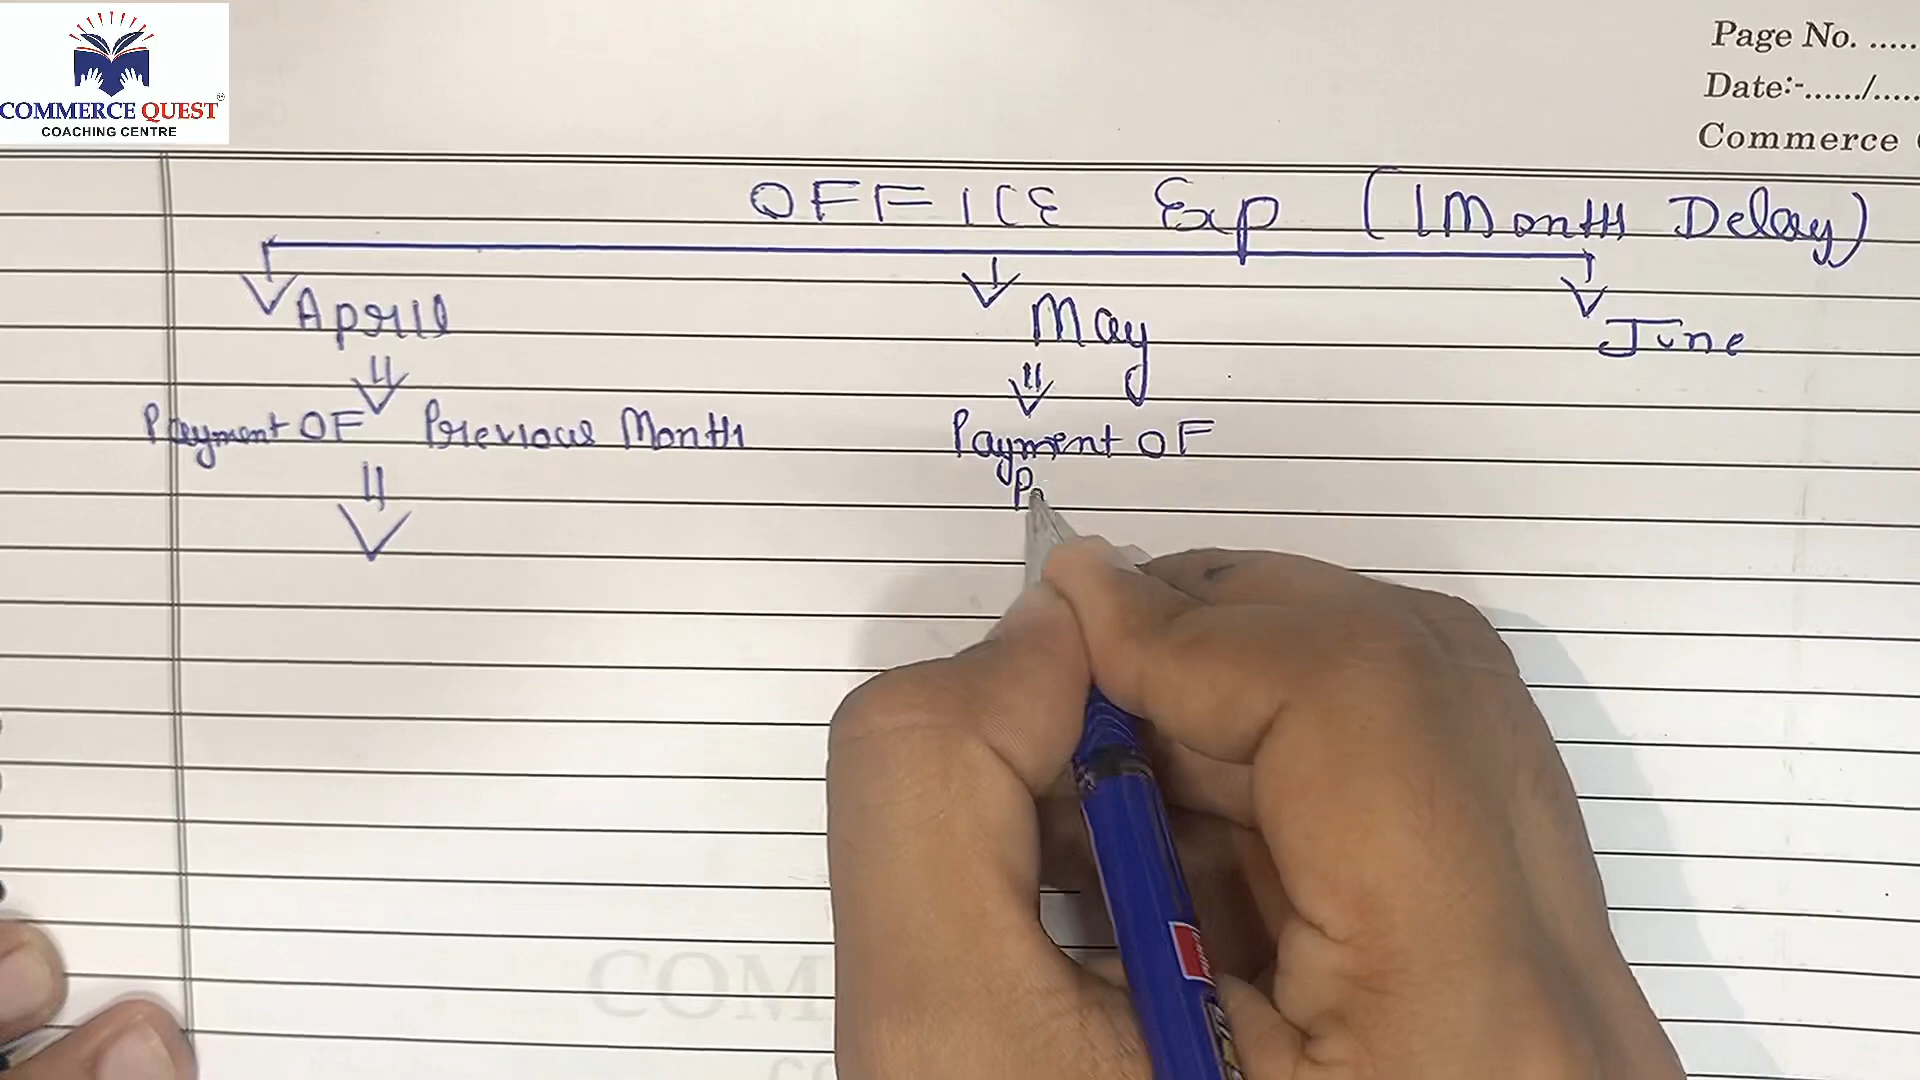 COMMERCE QUEST
COACHING CENTRE
Page No. .....
Date:-....../.....
Commerce
OFFICE Exp (1 Month Delay)
April May June
Payment OF Previous Month Payment OF
P
COM